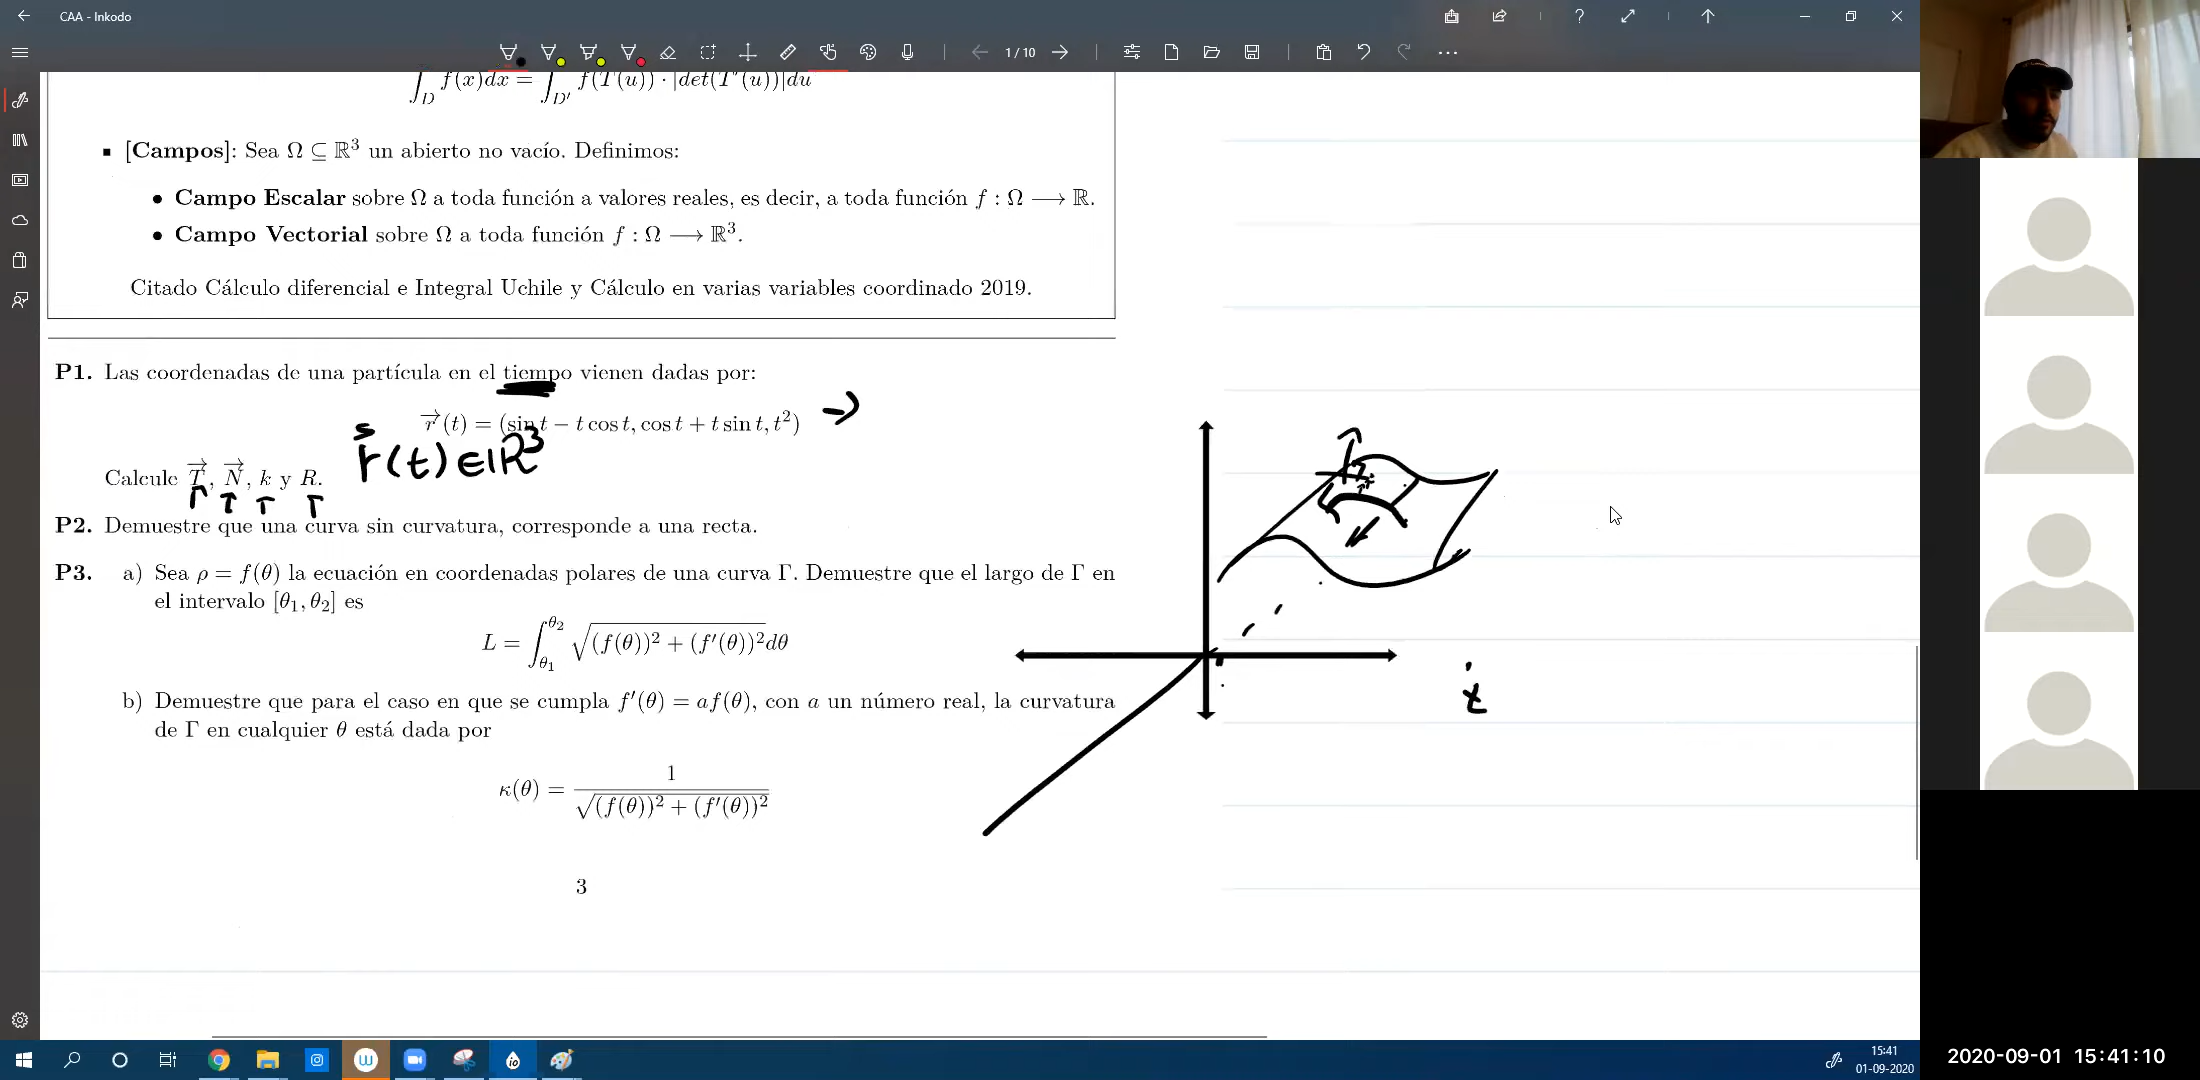 CAA - Inkodo
1 / 10
∫_D f(x)dx = ∫_{D'} f(T(u)) · |det(T'(u))|du
▪ [Campos]: Sea Ω ⊆ ℝ³ un abierto no vacío. Definimos:
• Campo Escalar sobre Ω a toda función a valores reales, es decir, a toda función f : Ω ⟶ ℝ.
• Campo Vectorial sobre Ω a toda función f : Ω ⟶ ℝ³.
Citado Cálculo diferencial e Integral Uchile y Cálculo en varias variables coordinado 2019.
P1. Las coordenadas de una partícula en el tiempo vienen dadas por:
r⃗(t) = (sin t − t cos t, cos t + t sin t, t²) →
r⃗(t) ∈ ℝ³
Calcule T⃗, N⃗, k y R.
P2. Demuestre que una curva sin curvatura, corresponde a una recta.
P3. a) Sea ρ = f(θ) la ecuación en coordenadas polares de una curva Γ. Demuestre que el largo de Γ en
el intervalo [θ₁, θ₂] es
L = ∫_{θ₁}^{θ₂} √((f(θ))² + (f′(θ))²)dθ
b) Demuestre que para el caso en que se cumpla f′(θ) = af(θ), con a un número real, la curvatura
de Γ en cualquier θ está dada por
κ(θ) = 1 / √((f(θ))² + (f′(θ))²)
3
15:41
01-09-2020
2020-09-01 15:41:10